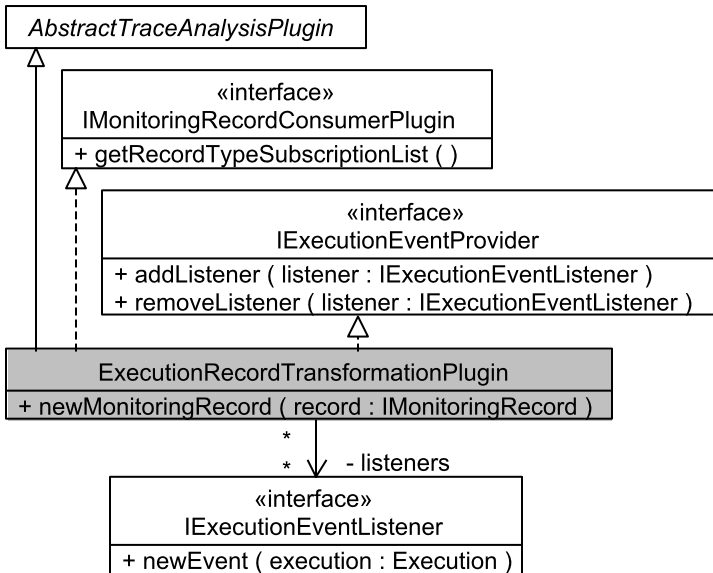 AbstractTraceAnalysisPlugin
«interface»
IMonitoringRecordConsumerPlugin
+ getRecordTypeSubscriptionList ( )
«interface»
IExecutionEventProvider
+ addListener ( listener : IExecutionEventListener )
+ removeListener ( listener : IExecutionEventListener )
ExecutionRecordTransformationPlugin
+ newMonitoringRecord ( record : IMonitoringRecord )
*
* - listeners
«interface»
IExecutionEventListener
+ newEvent ( execution : Execution )